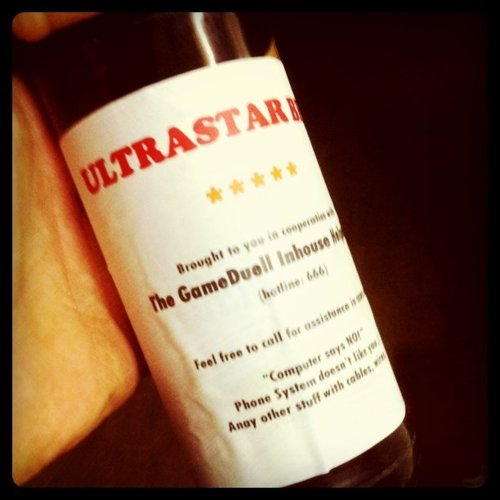 ULTRASTAR
Brought to you in cooperation with
The GameDuell Inhouse
(hotline: 666)
Feel free to call for assistance in
"Computer says NO!"
Phone System doesn't like you
Anay other stuff with cables,